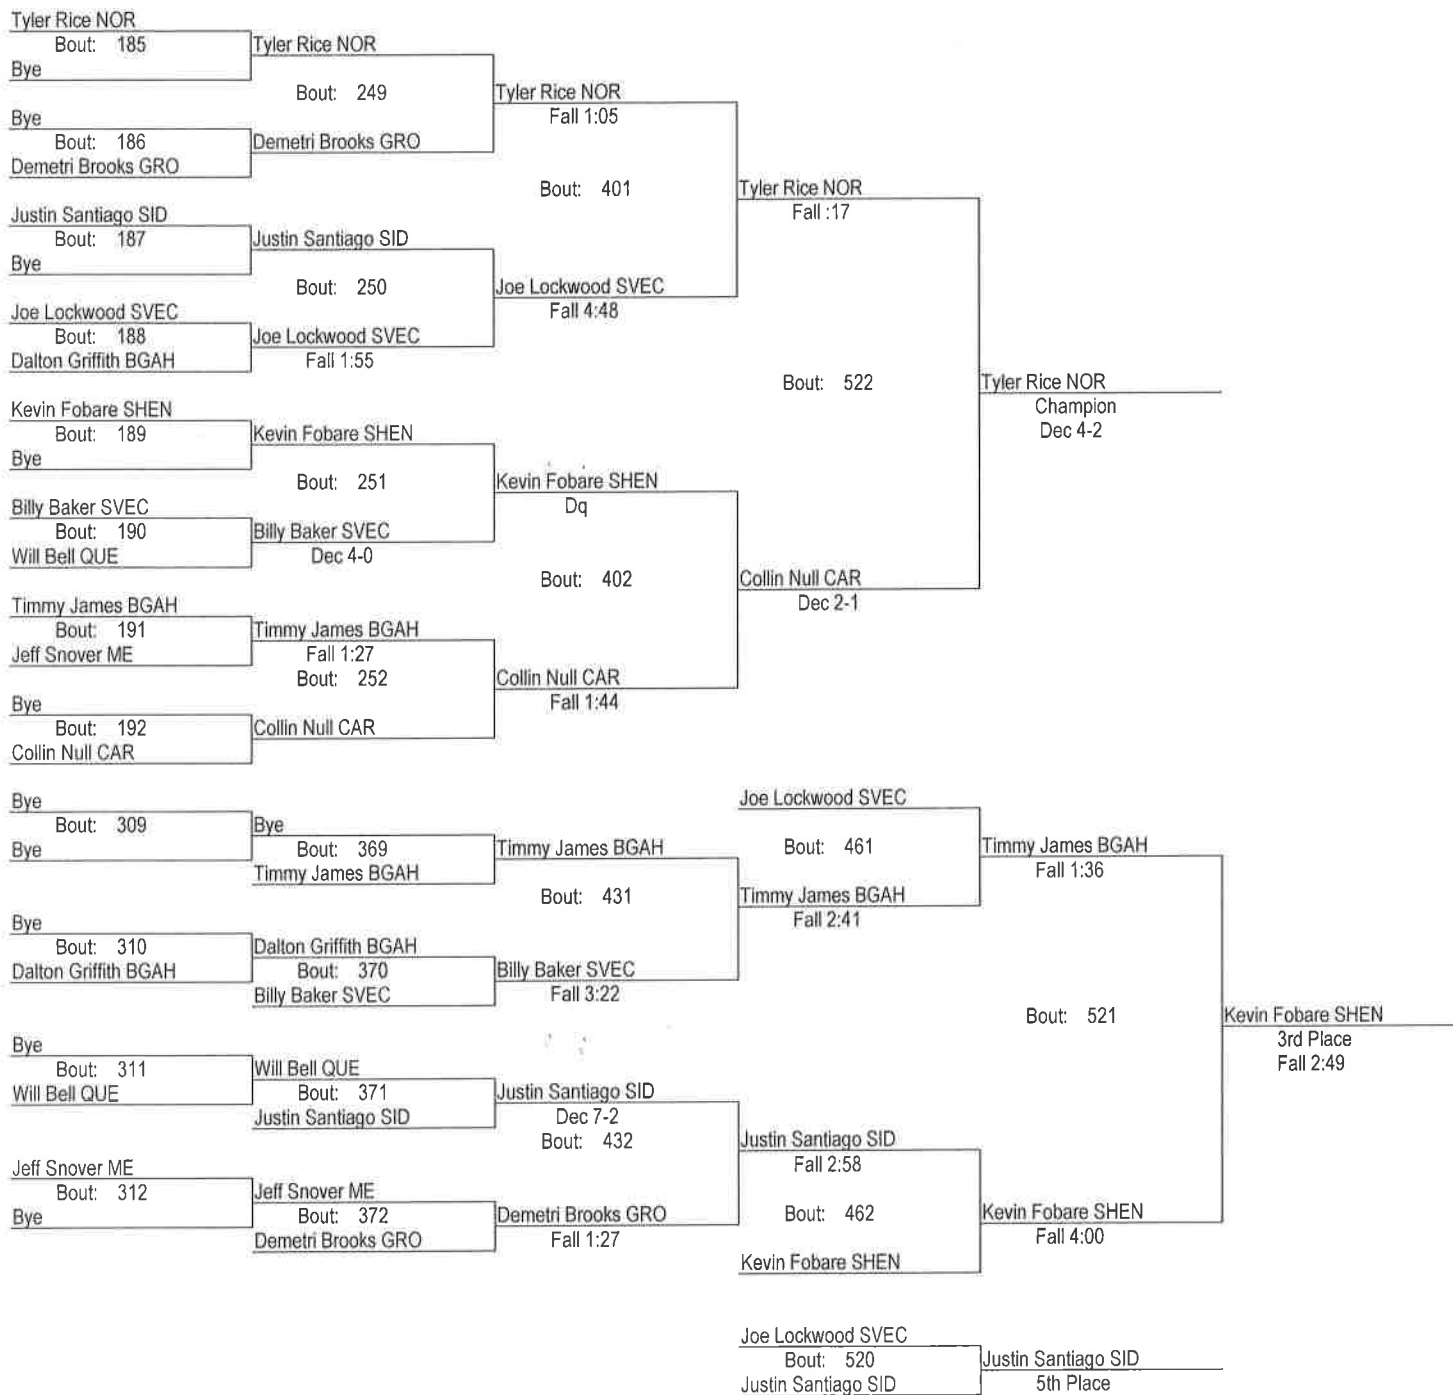 Tyler Rice NOR
Bout: 185
Bye
Tyler Rice NOR
Bout: 249
Bye
Bout: 186
Demetri Brooks GRO
Demetri Brooks GRO
Tyler Rice NOR
Fall 1:05
Bout: 401
Justin Santiago SID
Bout: 187
Bye
Justin Santiago SID
Bout: 250
Joe Lockwood SVEC
Bout: 188
Dalton Griffith BGAH
Joe Lockwood SVEC
Fall 1:55
Joe Lockwood SVEC
Fall 4:48
Tyler Rice NOR
Fall :17
Bout: 522
Tyler Rice NOR
Champion
Dec 4-2
Kevin Fobare SHEN
Bout: 189
Bye
Kevin Fobare SHEN
Bout: 251
Billy Baker SVEC
Bout: 190
Will Bell QUE
Billy Baker SVEC
Dec 4-0
Kevin Fobare SHEN
Dq
Bout: 402
Timmy James BGAH
Bout: 191
Jeff Snover ME
Timmy James BGAH
Fall 1:27
Bout: 252
Bye
Bout: 192
Collin Null CAR
Collin Null CAR
Collin Null CAR
Fall 1:44
Collin Null CAR
Dec 2-1
Bye
Bout: 309
Bye
Bye
Bout: 369
Timmy James BGAH
Timmy James BGAH
Bout: 431
Bye
Bout: 310
Dalton Griffith BGAH
Dalton Griffith BGAH
Bout: 370
Billy Baker SVEC
Billy Baker SVEC
Fall 3:22
Joe Lockwood SVEC
Bout: 461
Timmy James BGAH
Fall 2:41
Timmy James BGAH
Fall 1:36
Bout: 521
Kevin Fobare SHEN
3rd Place
Fall 2:49
Bye
Bout: 311
Will Bell QUE
Will Bell QUE
Bout: 371
Justin Santiago SID
Justin Santiago SID
Dec 7-2
Bout: 432
Jeff Snover ME
Bout: 312
Bye
Jeff Snover ME
Bout: 372
Demetri Brooks GRO
Demetri Brooks GRO
Fall 1:27
Justin Santiago SID
Fall 2:58
Bout: 462
Kevin Fobare SHEN
Kevin Fobare SHEN
Fall 4:00
Joe Lockwood SVEC
Bout: 520
Justin Santiago SID
Justin Santiago SID
5th Place